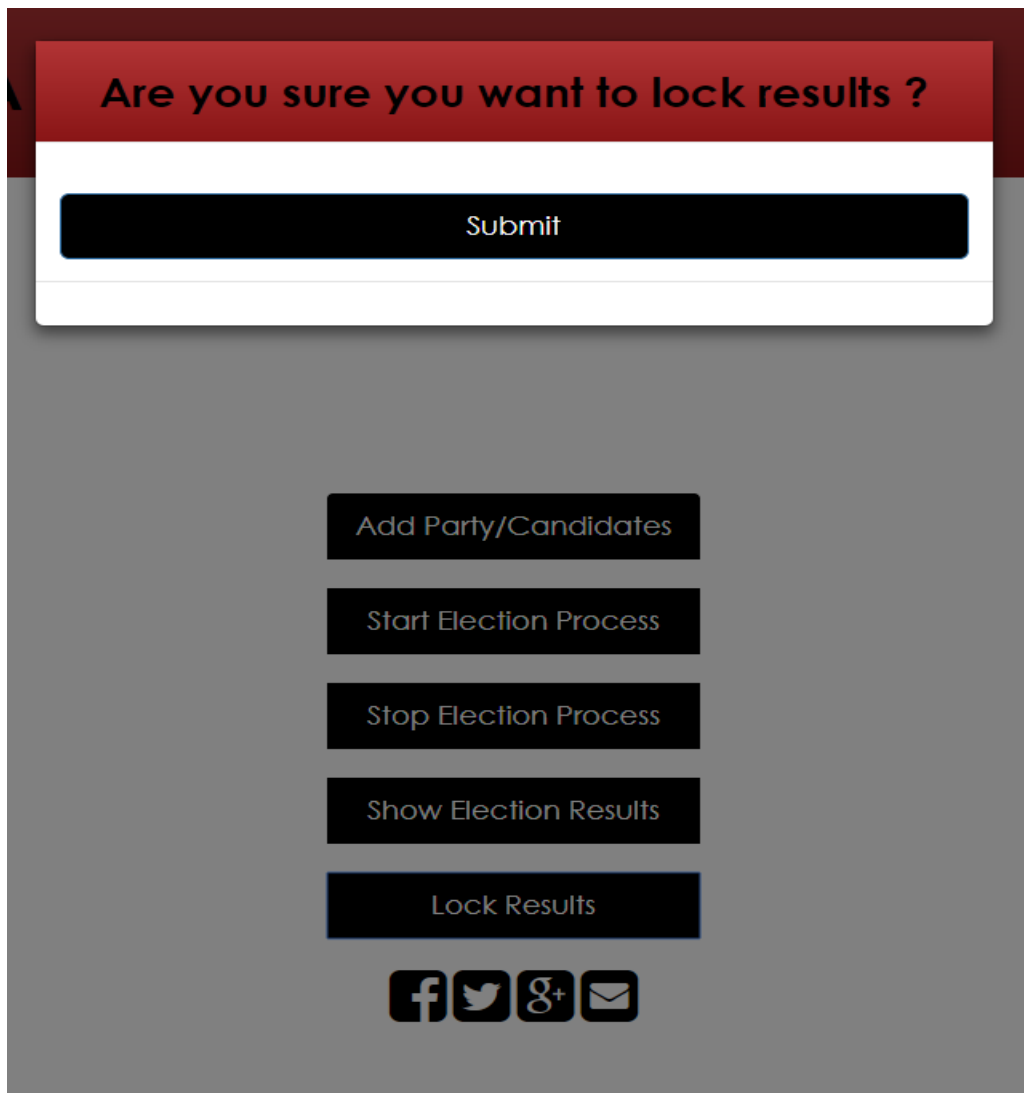 Are you sure you want to lock results ?
Submit
Add Party/Candidates
Start Election Process
Stop Election Process
Show Election Results
Lock Results